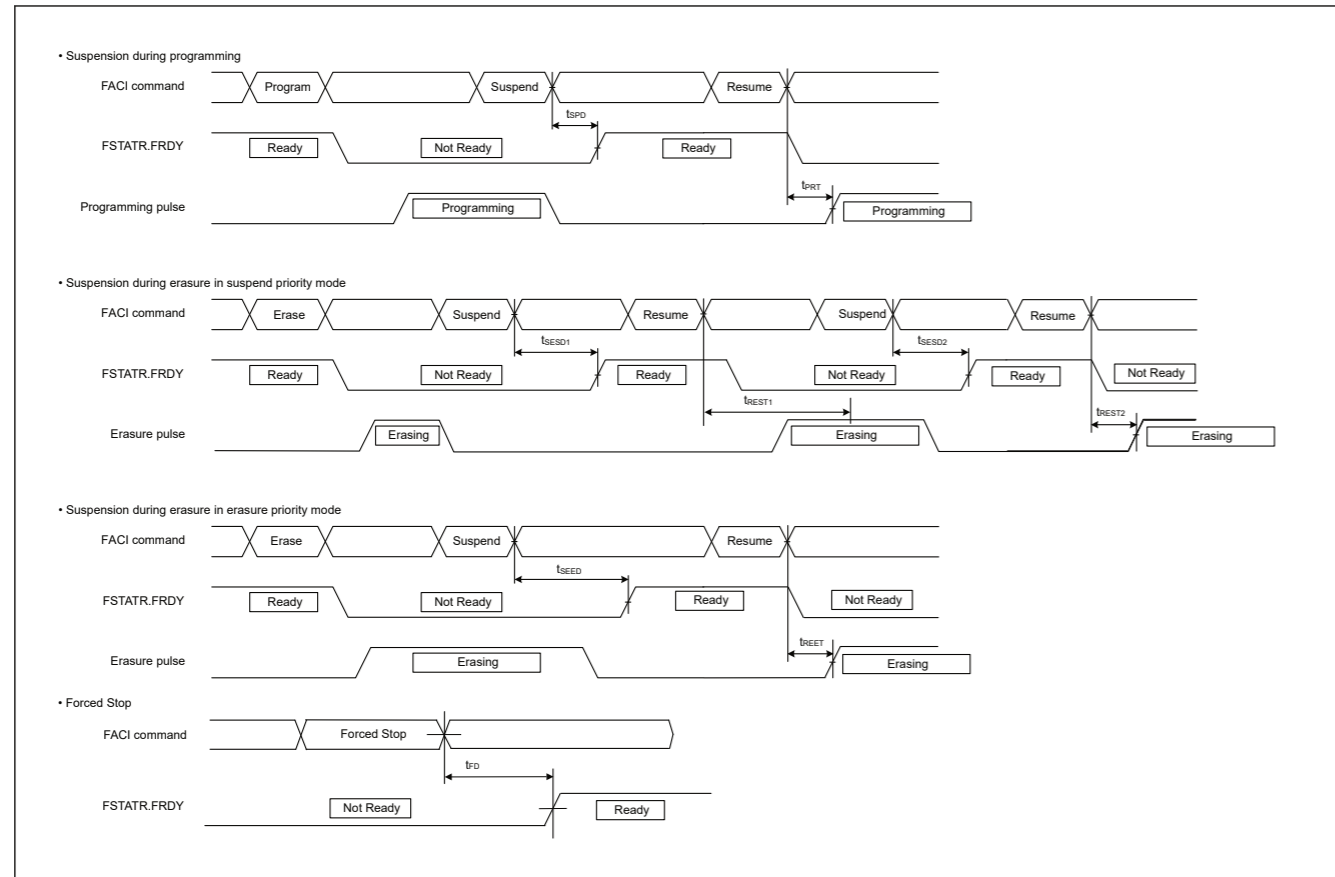 • Suspension during programming
FACI command
Program
Suspend
Resume
tSPD
FSTATR.FRDY
Ready
Not Ready
Ready
tPRT
Programming pulse
Programming
Programming
• Suspension during erasure in suspend priority mode
FACI command
Erase
Suspend
Resume
Suspend
Resume
tSESD1
tSESD2
FSTATR.FRDY
Ready
Not Ready
Ready
Not Ready
Ready
Not Ready
tREST1
tREST2
Erasure pulse
Erasing
Erasing
Erasing
• Suspension during erasure in erasure priority mode
FACI command
Erase
Suspend
Resume
tSEED
FSTATR.FRDY
Ready
Not Ready
Ready
Not Ready
tREET
Erasure pulse
Erasing
Erasing
• Forced Stop
FACI command
Forced Stop
tFD
FSTATR.FRDY
Not Ready
Ready